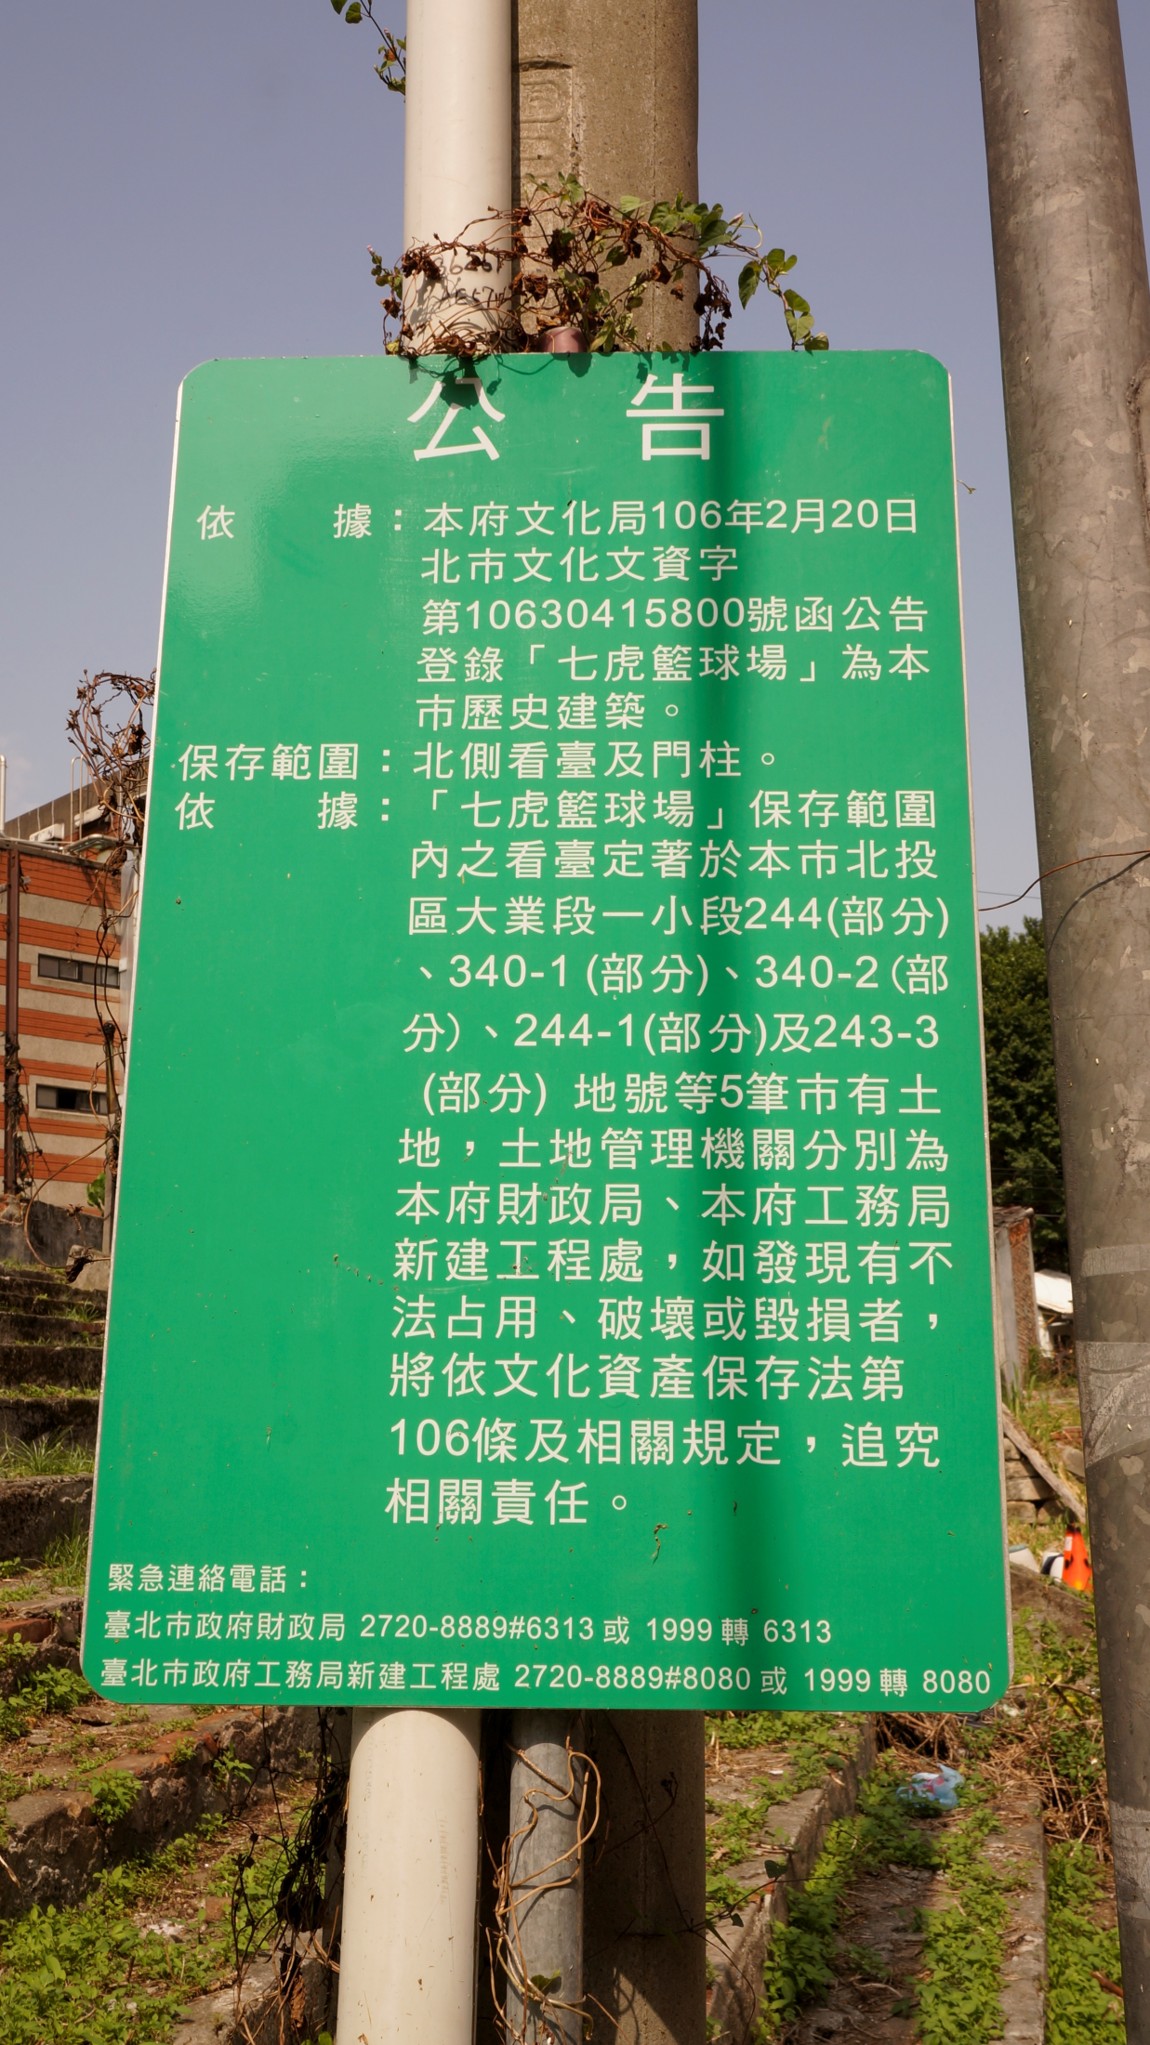 公告
依據：本府文化局106年2月20日
北市文化文資字
第10630415800號函公告
登錄「七虎籃球場」為本
市歷史建築。
保存範圍：北側看臺及門柱。
依據：「七虎籃球場」保存範圍
內之看臺定著於本市北投
區大業段一小段244(部分)
、340-1(部分)、340-2(部
分)、244-1(部分)及243-3
(部分) 地號等5筆市有土
地，土地管理機關分別為
本府財政局、本府工務局
新建工程處，如發現有不
法占用、破壞或毀損者，
將依文化資產保存法第
106條及相關規定，追究
相關責任。
緊急連絡電話：
臺北市政府財政局 2720-8889#6313 或 1999 轉 6313
臺北市政府工務局新建工程處 2720-8889#8080 或 1999 轉 8080